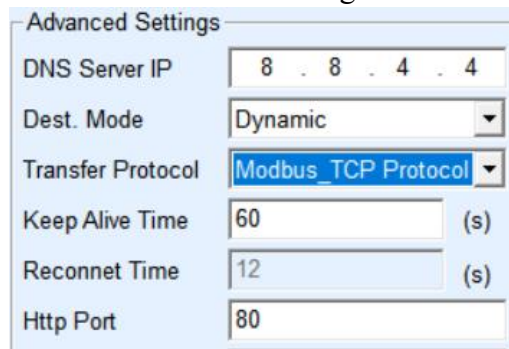 Advanced Settings
DNS Server IP 8 . 8 . 4 . 4
Dest. Mode Dynamic
Transfer Protocol Modbus_TCP Protocol
Keep Alive Time 60 (s)
Reconnet Time 12 (s)
Http Port 80